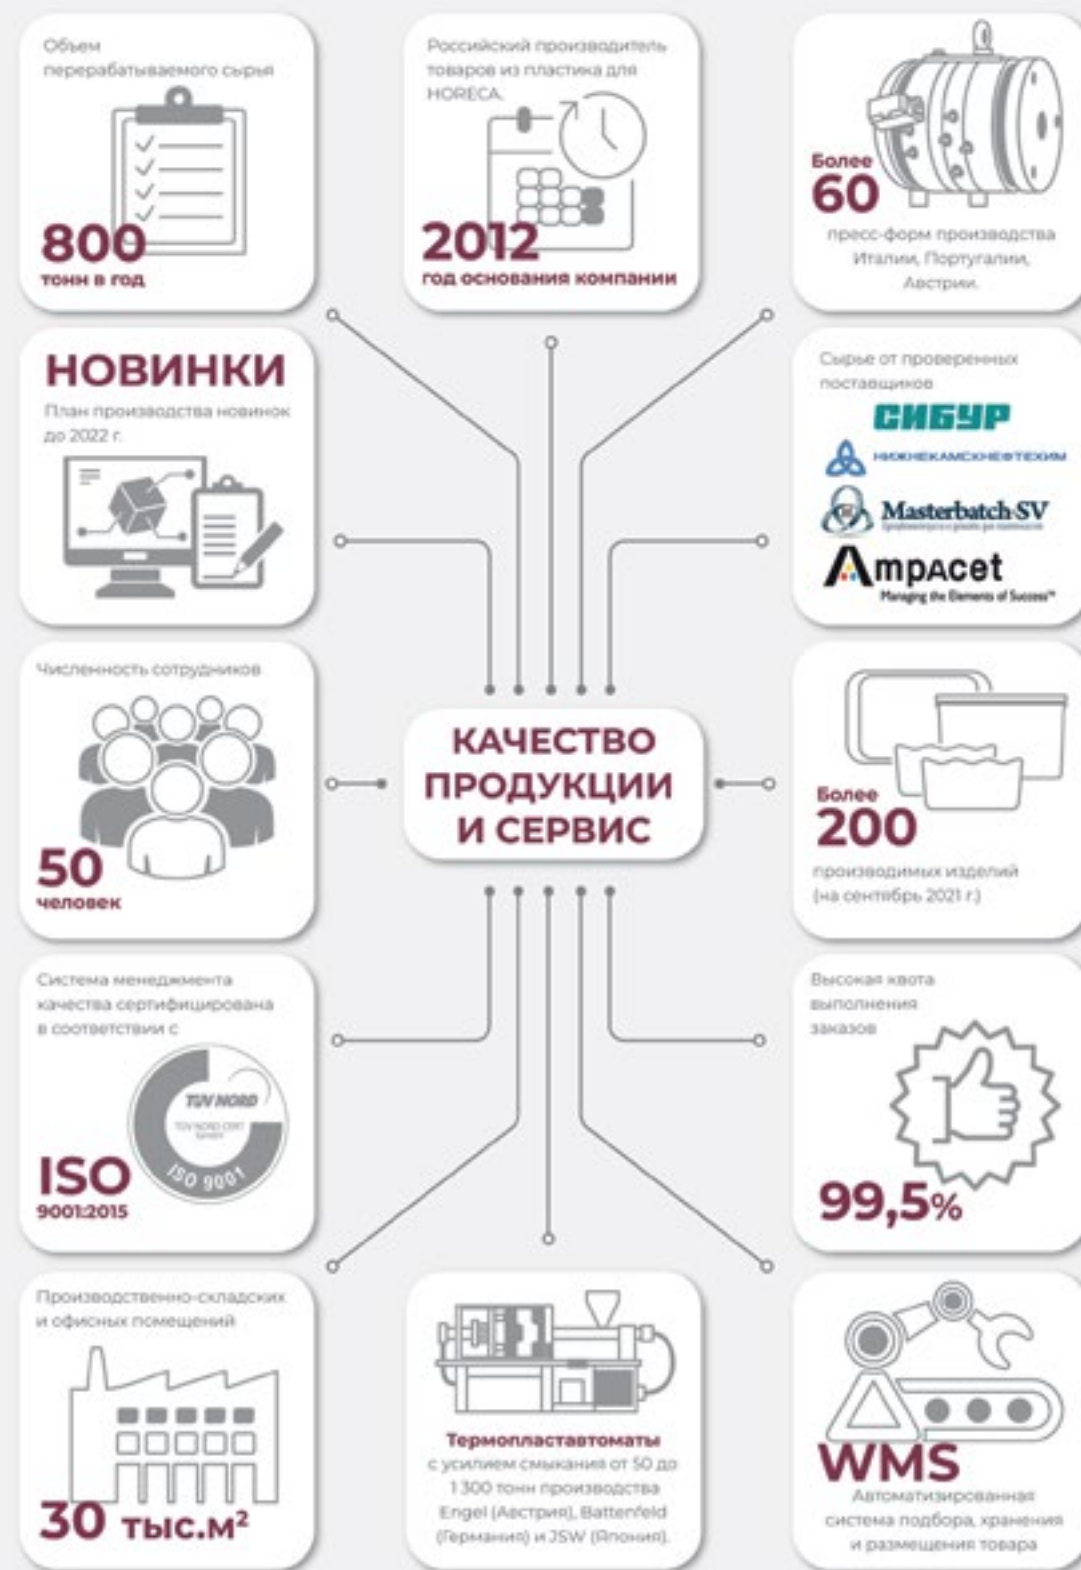 Объем
перерабатываемого сырья
800
тонн в год
Российский производитель
товаров из пластика для
HORECA.
2012
год основания компании
Более
60
пресс-форм производства
Италии, Португалии,
Австрии.
НОВИНКИ
План производства новинок
до 2022 г.
Сырье от проверенных
поставщиков
СИБУР
НИЖНЕКАМСКНЕФТЕХИМ
Masterbatch-SV
Ampacet
Managing the Elements of Success™
Численность сотрудников
50
человек
КАЧЕСТВО
ПРОДУКЦИИ
И СЕРВИС
Более
200
производимых изделий
(на сентябрь 2021 г.)
Система менеджмента
качества сертифицирована
в соответствии с
TÜV NORD
TÜV NORD CERT
GmbH
ISO 9001
ISO
9001:2015
Высокая квота
выполнения
заказов
99,5%
Производственно-складских
и офисных помещений
30 тыс.м²
Термопластавтоматы
с усилием смыкания от 50 до
1 300 тонн производства
Engel (Австрия), Battenfeld
(Германия) и JSW (Япония).
WMS
Автоматизированная
система подбора, хранения
и размещения товара